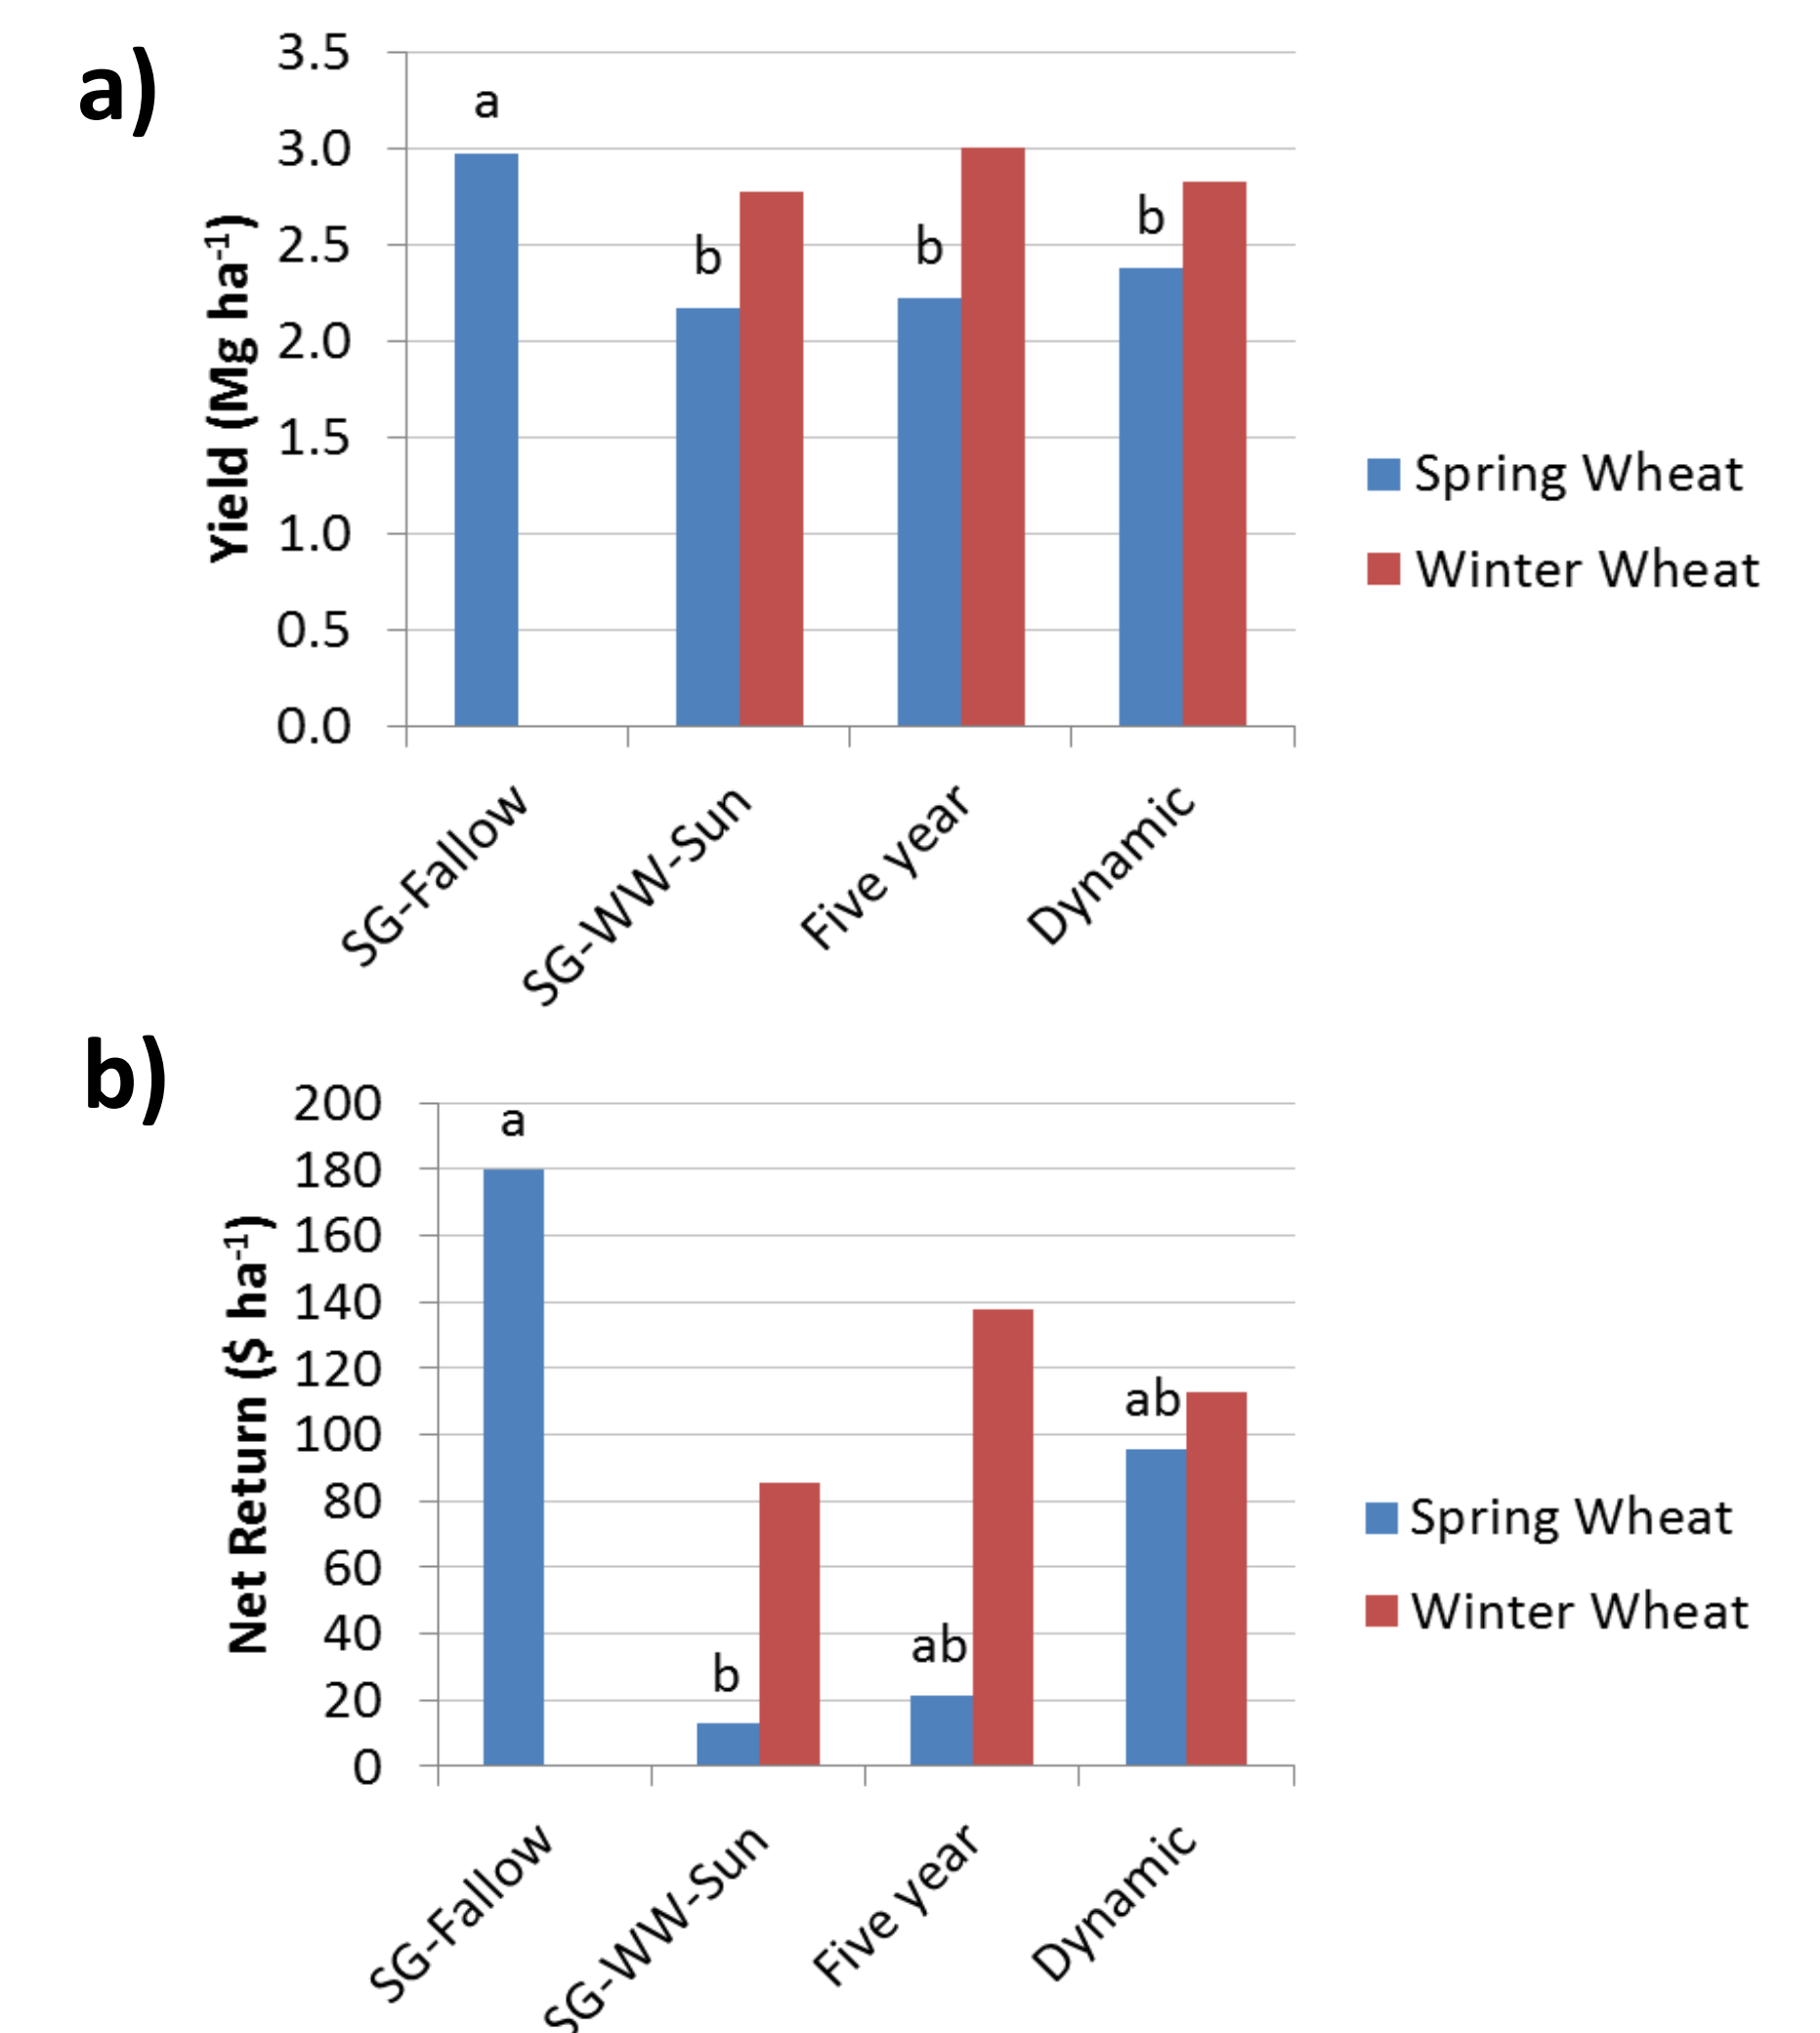 a)
3.5
3.0
2.5
2.0
1.5
1.0
0.5
0.0
Yield (Mg ha⁻¹)
a
b
b
b
SG-Fallow
SG-WW-Sun
Five year
Dynamic
Spring Wheat
Winter Wheat
b)
200
180
160
140
120
100
80
60
40
20
0
Net Return ($ ha⁻¹)
a
b
ab
ab
SG-Fallow
SG-WW-Sun
Five year
Dynamic
Spring Wheat
Winter Wheat